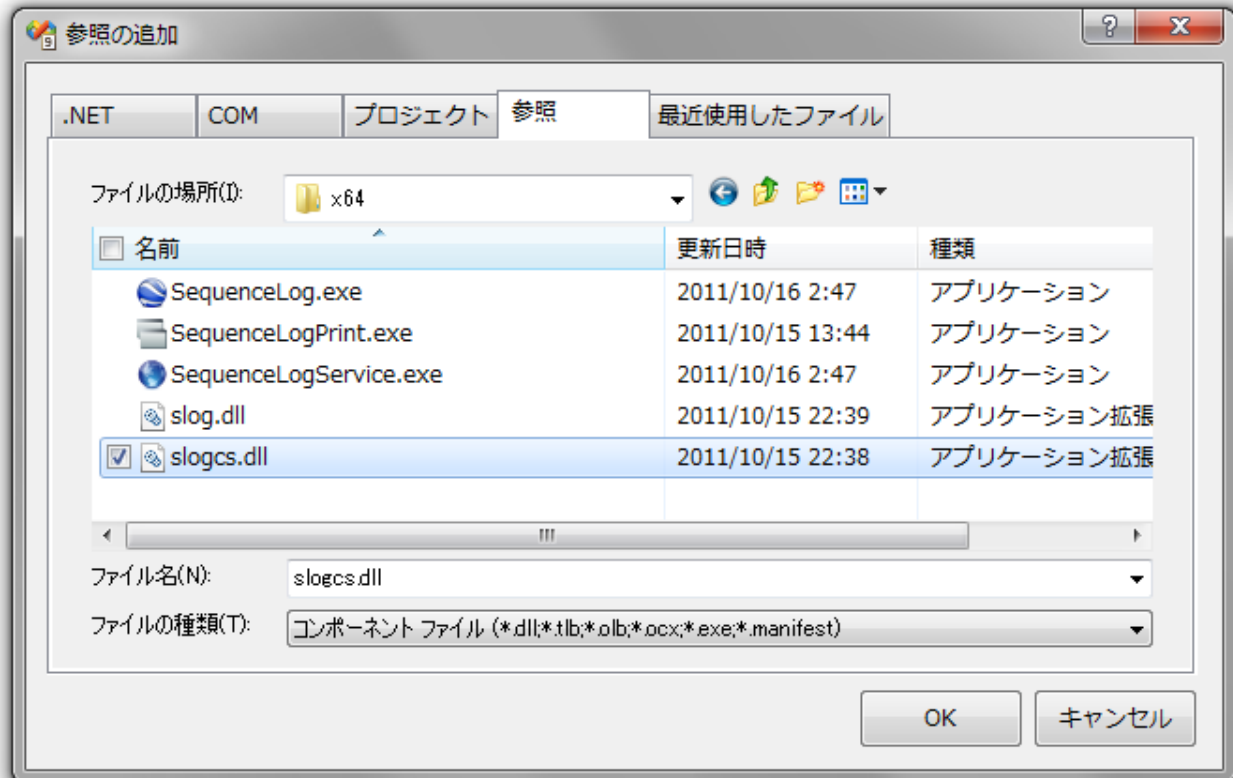 参照の追加
.NET COM プロジェクト 参照 最近使用したファイル
ファイルの場所(I): x64
名前 更新日時 種類
SequenceLog.exe 2011/10/16 2:47 アプリケーション
SequenceLogPrint.exe 2011/10/15 13:44 アプリケーション
SequenceLogService.exe 2011/10/16 2:47 アプリケーション
slog.dll 2011/10/15 22:39 アプリケーション拡張
slogcs.dll 2011/10/15 22:38 アプリケーション拡張
ファイル名(N): slogcs.dll
ファイルの種類(T): コンポーネント ファイル (*.dll;*.tlb;*.olb;*.ocx;*.exe;*.manifest)
OK キャンセル